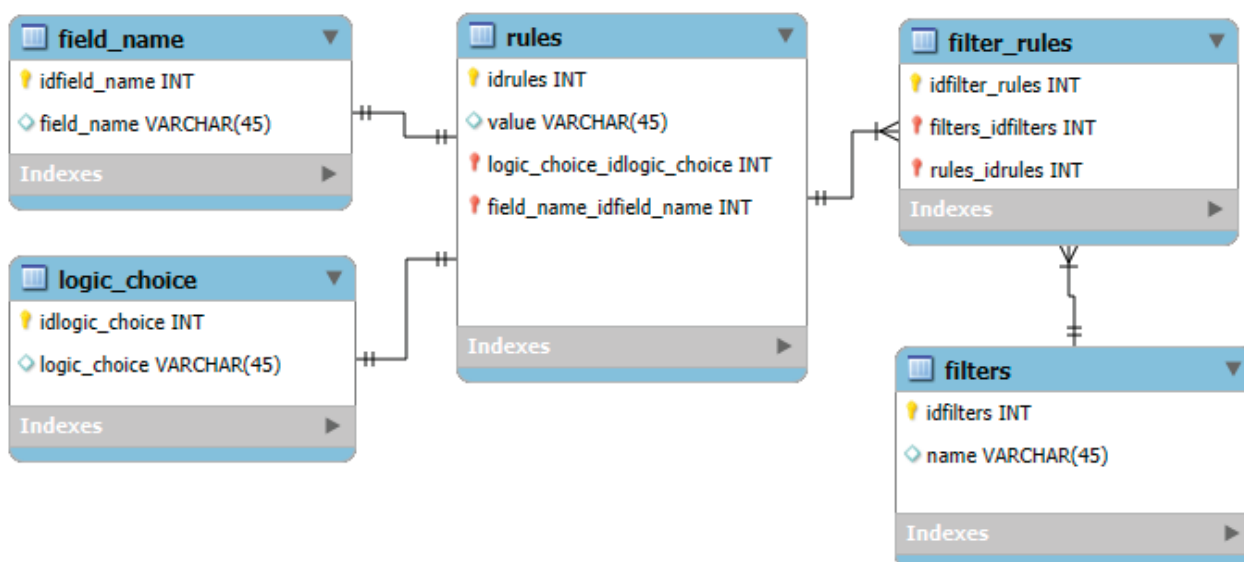 field_name
idfield_name INT
field_name VARCHAR(45)
Indexes
logic_choice
idlogic_choice INT
logic_choice VARCHAR(45)
Indexes
rules
idrules INT
value VARCHAR(45)
logic_choice_idlogic_choice INT
field_name_idfield_name INT
Indexes
filter_rules
idfilter_rules INT
filters_idfilters INT
rules_idrules INT
Indexes
filters
idfilters INT
name VARCHAR(45)
Indexes